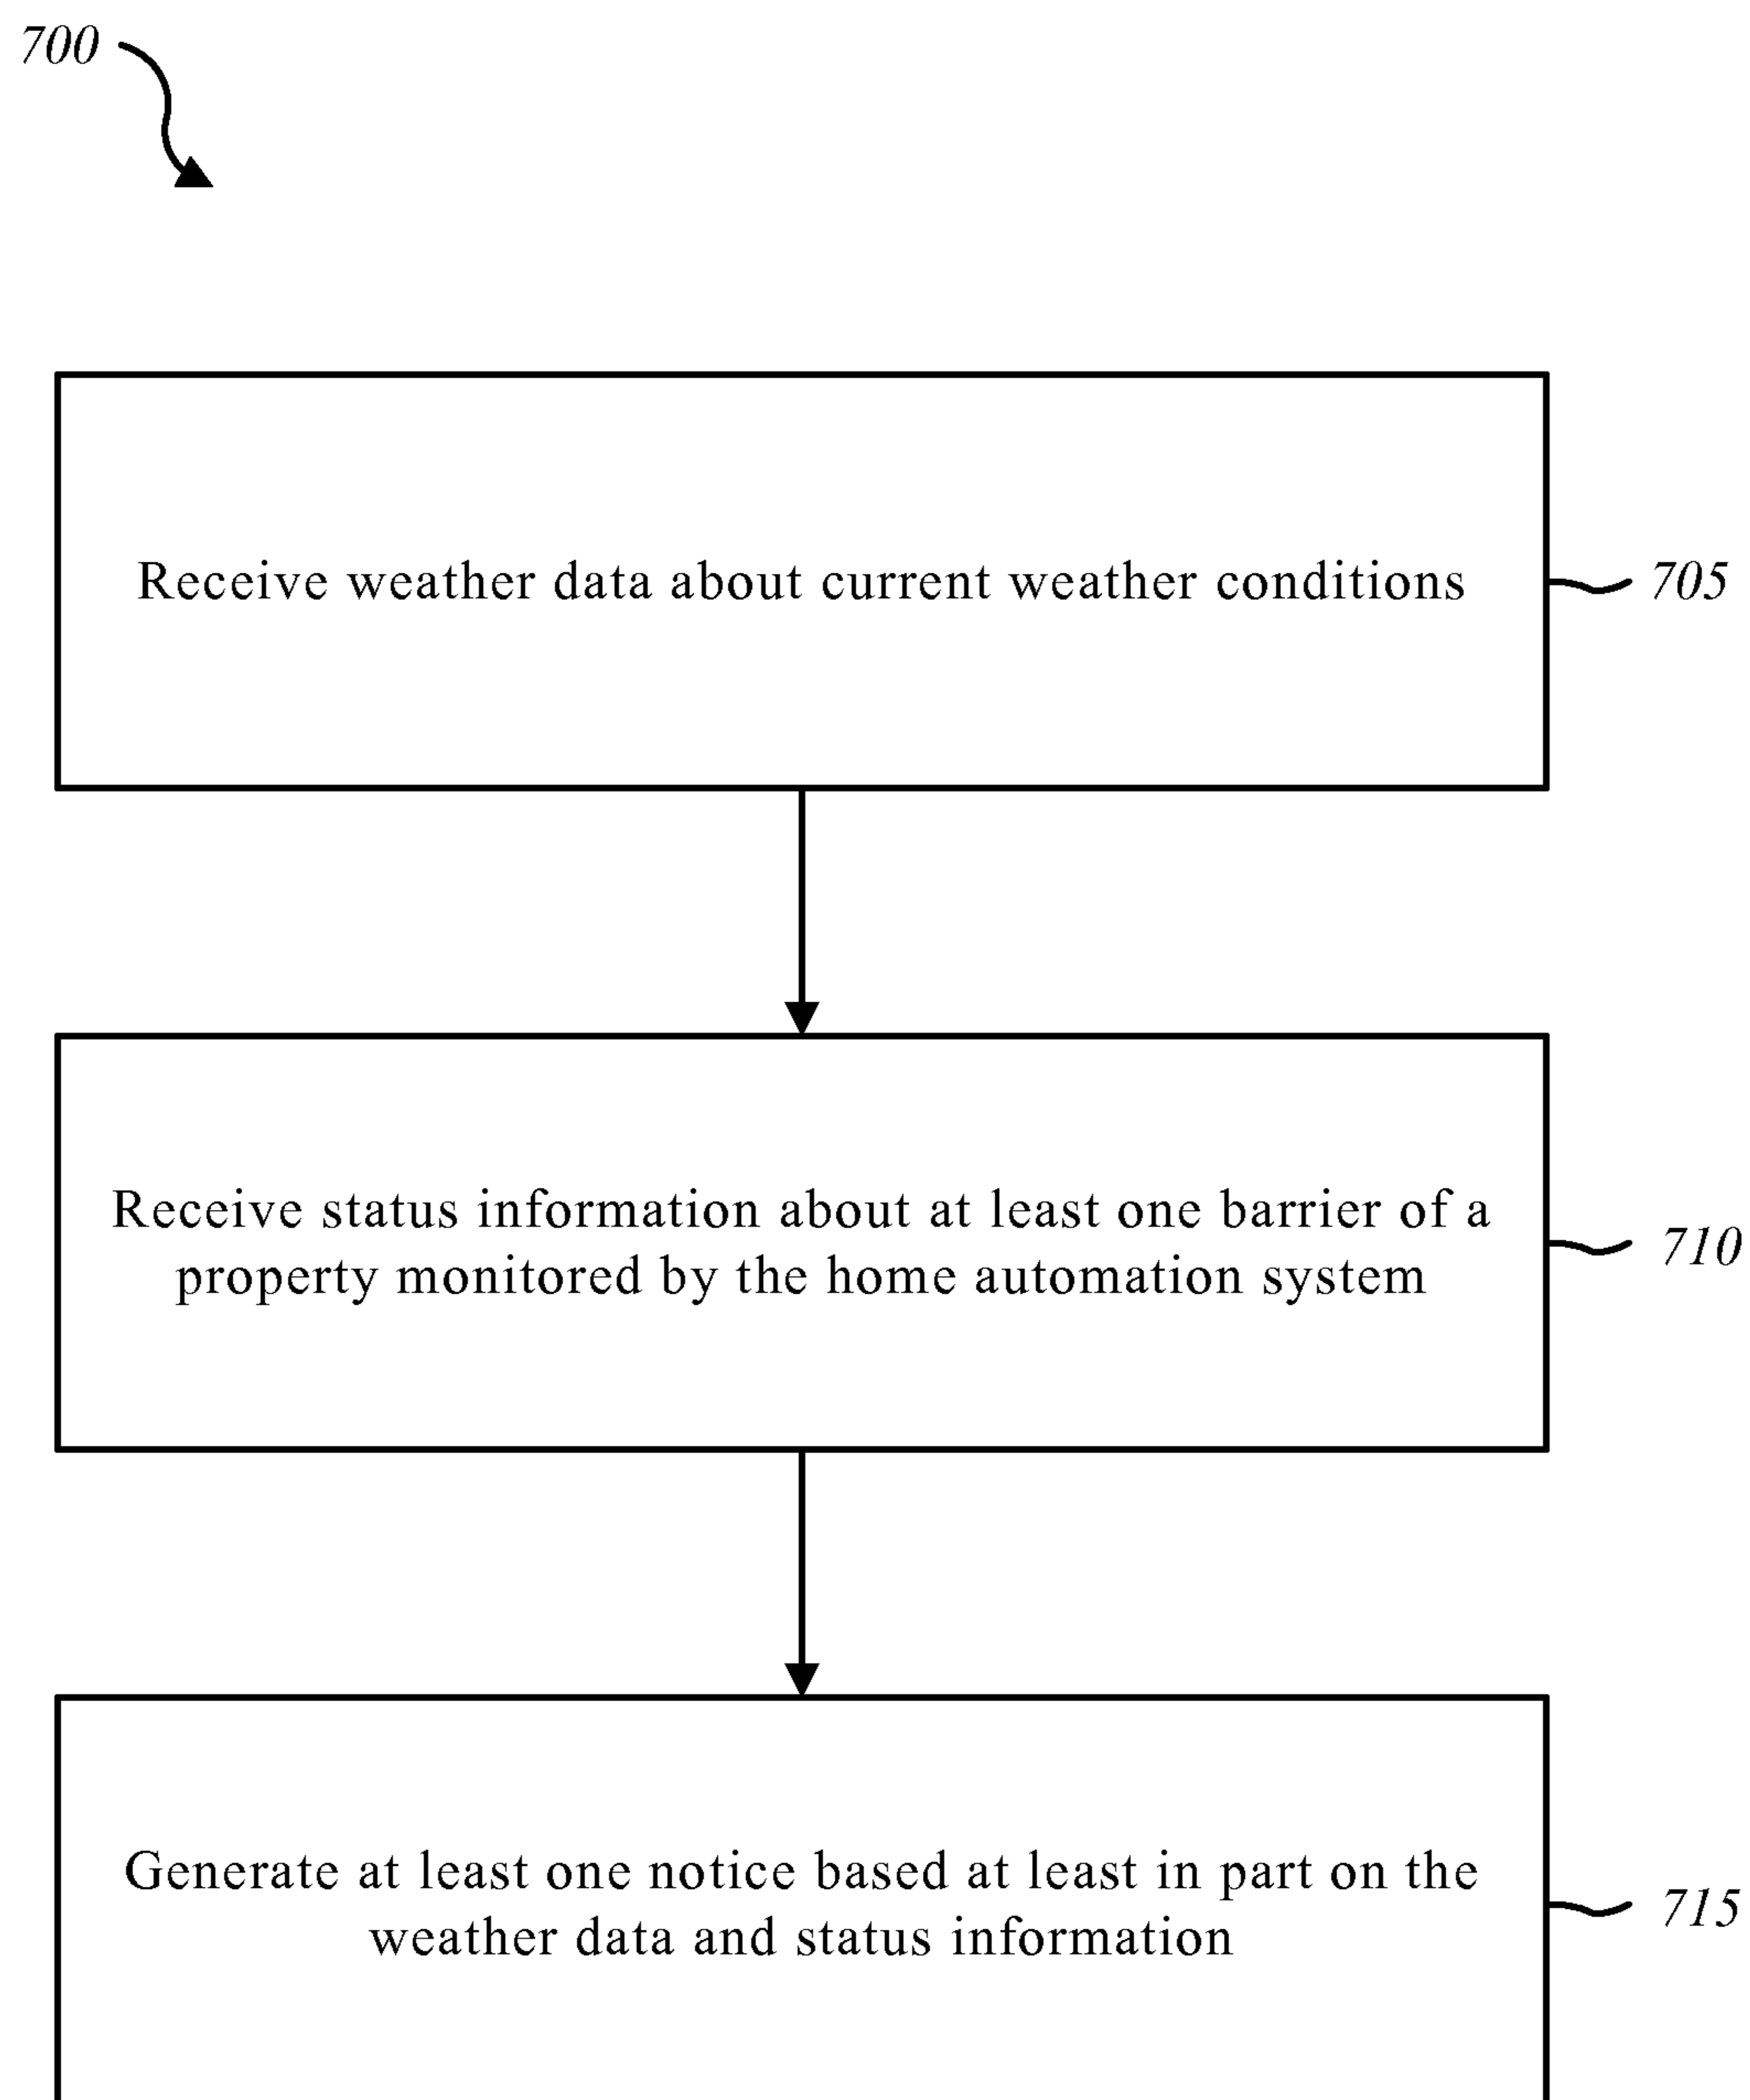 700
Receive weather data about current weather conditions
705
Receive status information about at least one barrier of a
property monitored by the home automation system
710
Generate at least one notice based at least in part on the
weather data and status information
715